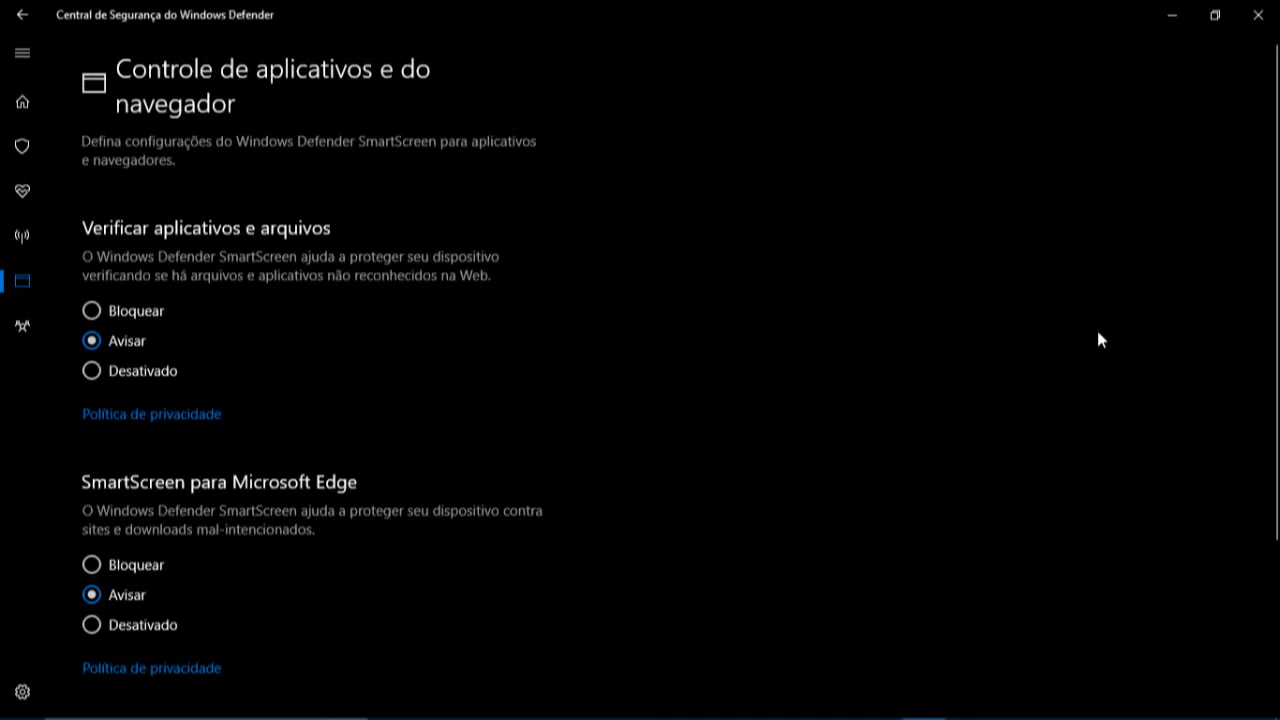 Central de Segurança do Windows Defender
Controle de aplicativos e do
navegador
Defina configurações do Windows Defender SmartScreen para aplicativos
e navegadores.
Verificar aplicativos e arquivos
O Windows Defender SmartScreen ajuda a proteger seu dispositivo
verificando se há arquivos e aplicativos não reconhecidos na Web.
Bloquear
Avisar
Desativado
Política de privacidade
SmartScreen para Microsoft Edge
O Windows Defender SmartScreen ajuda a proteger seu dispositivo contra
sites e downloads mal-intencionados.
Bloquear
Avisar
Desativado
Política de privacidade